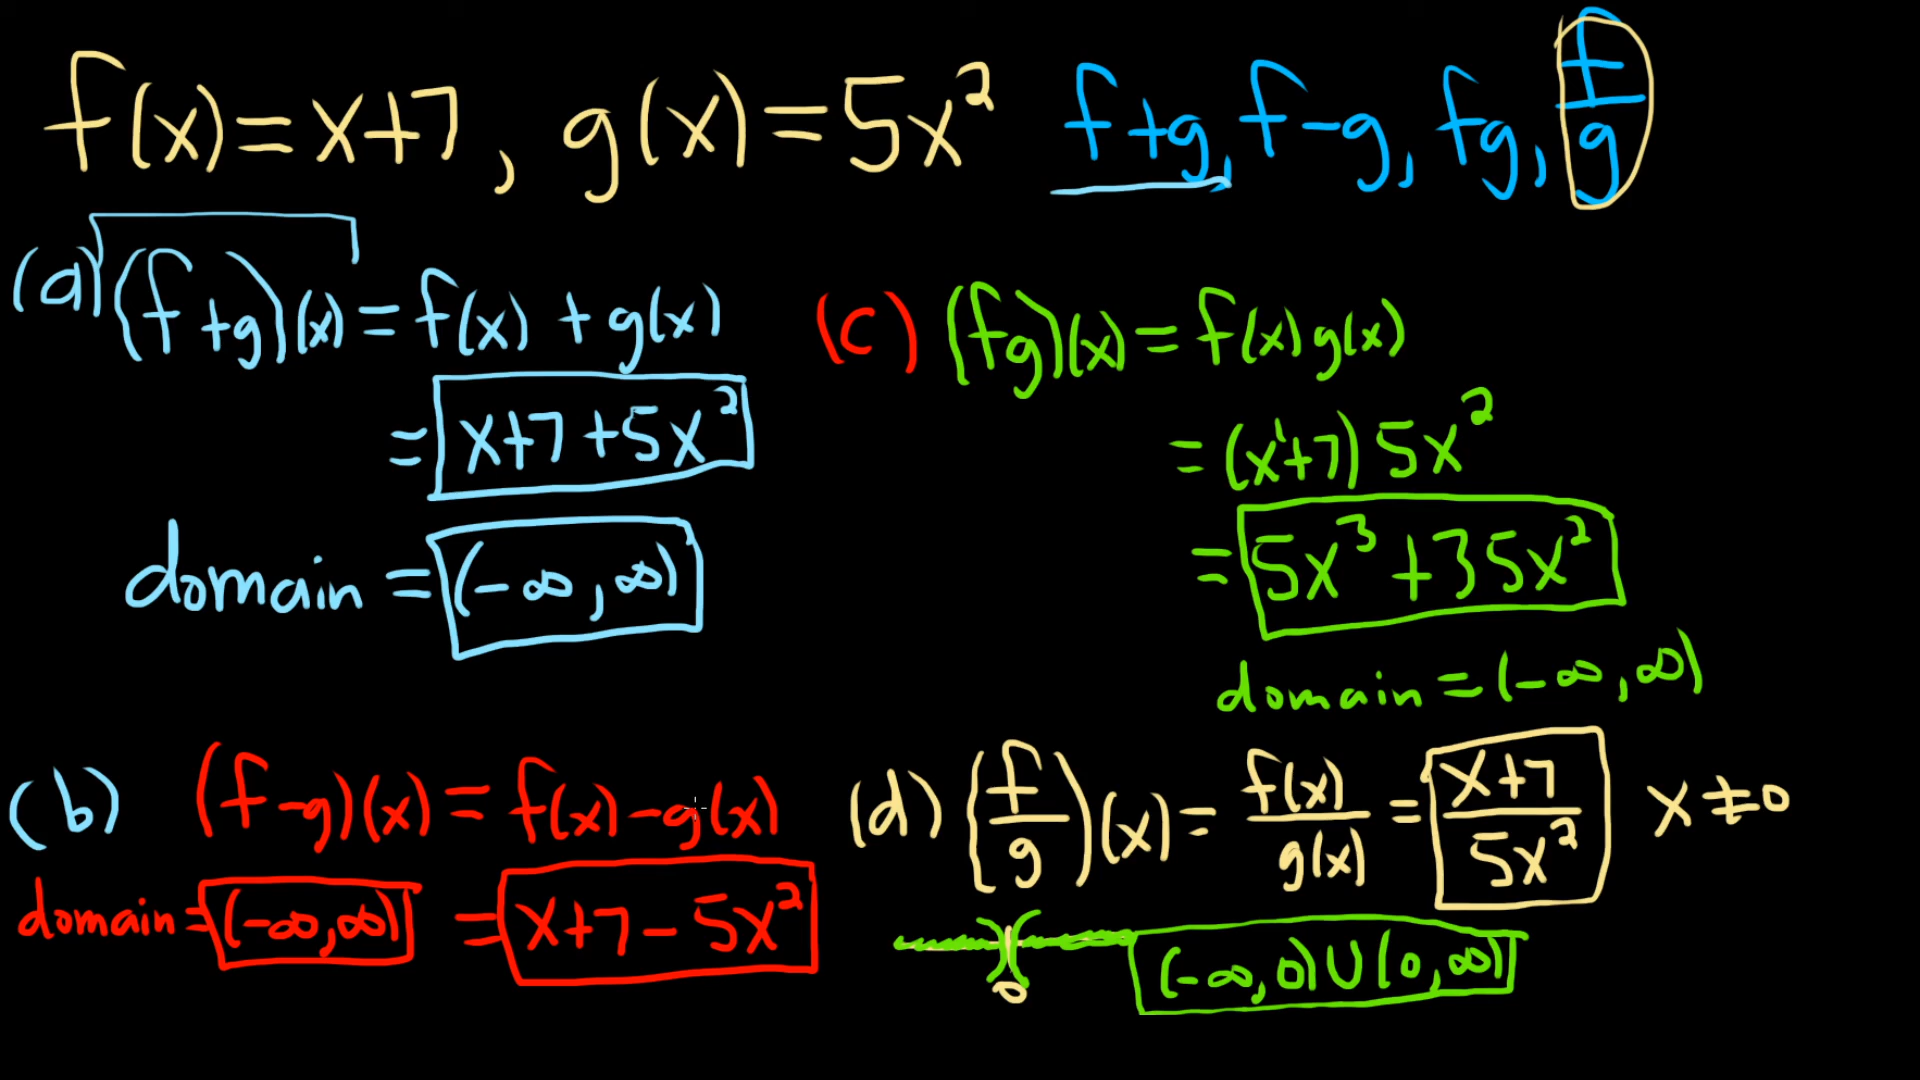 f(x) = x+7, g(x) = 5x² f+g, f-g, fg, f/g
(a) (f+g)(x) = f(x) + g(x)
= x+7+5x²
domain = (-∞, ∞)
(b) (f-g)(x) = f(x) - g(x)
= x+7 - 5x²
domain = (-∞, ∞)
(c) (fg)(x) = f(x) g(x)
= (x¹+7) 5x²
= 5x³ + 35x²
domain = (-∞, ∞)
(d) (f/g)(x) = f(x)/g(x) = x+7/5x² x ≠ 0
0
(-∞, 0) ∪ (0, ∞)